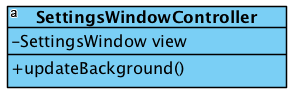 a
SettingsWindowController
-SettingsWindow view
+updateBackground()